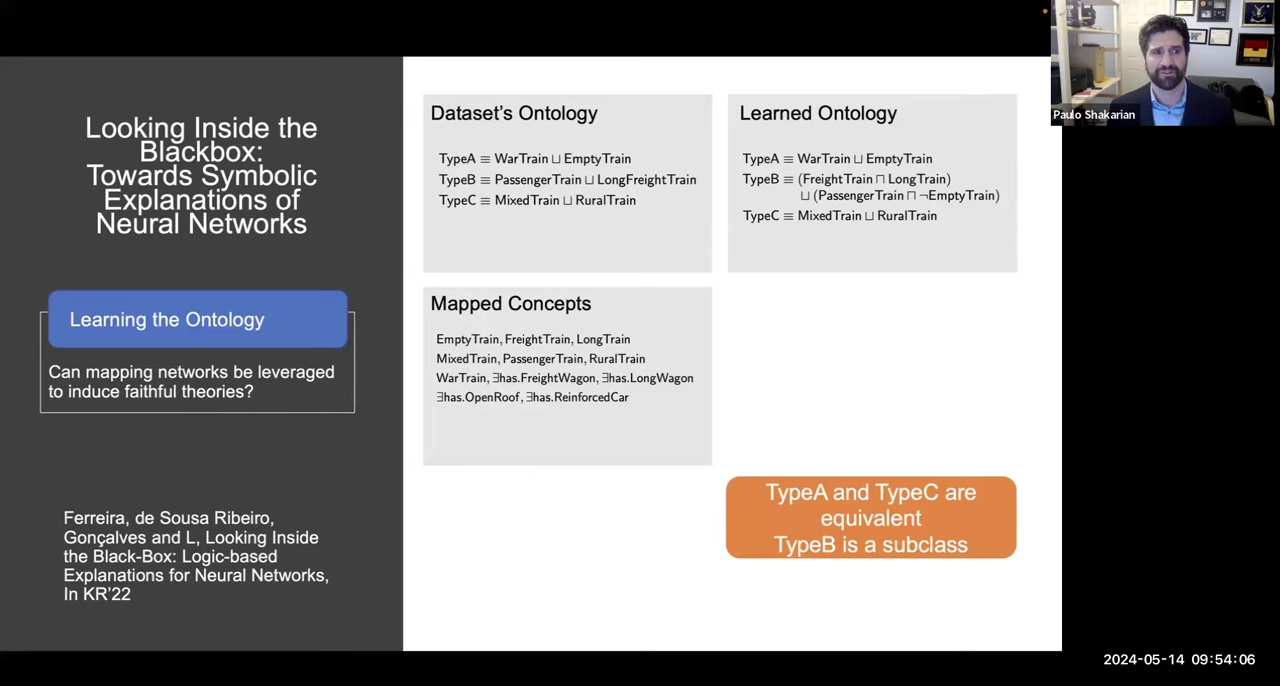 Looking Inside the
Blackbox:
Towards Symbolic
Explanations of
Neural Networks
Learning the Ontology
Can mapping networks be leveraged
to induce faithful theories?
Ferreira, de Sousa Ribeiro,
Gonçalves and L, Looking Inside
the Black-Box: Logic-based
Explanations for Neural Networks,
In KR'22
Dataset's Ontology
TypeA ≡ WarTrain ⊔ EmptyTrain
TypeB ≡ PassengerTrain ⊔ LongFreightTrain
TypeC ≡ MixedTrain ⊔ RuralTrain
Learned Ontology
TypeA ≡ WarTrain ⊔ EmptyTrain
TypeB ≡ (FreightTrain ⊓ LongTrain)
⊔ (PassengerTrain ⊓ ¬EmptyTrain)
TypeC ≡ MixedTrain ⊔ RuralTrain
Mapped Concepts
EmptyTrain, FreightTrain, LongTrain
MixedTrain, PassengerTrain, RuralTrain
WarTrain, ∃has.FreightWagon, ∃has.LongWagon
∃has.OpenRoof, ∃has.ReinforcedCar
TypeA and TypeC are
equivalent
TypeB is a subclass
Paulo Shakarian
2024-05-14 09:54:06